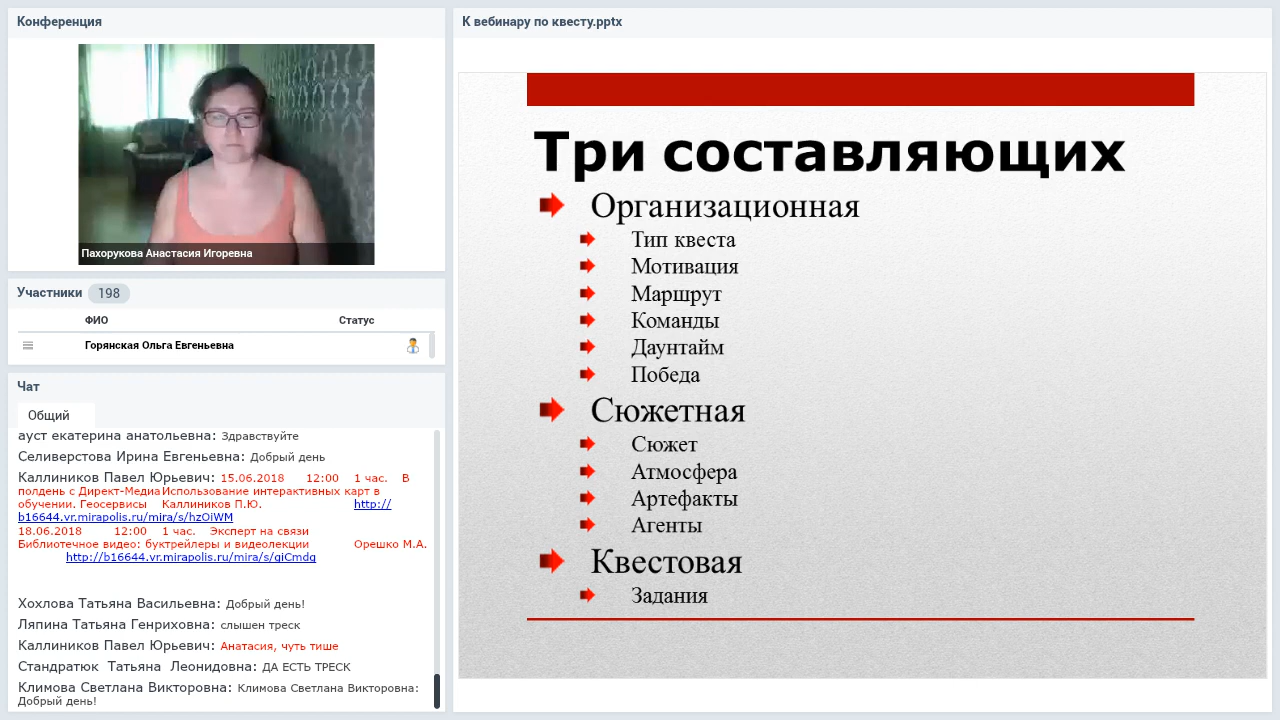 Конференция
Пахорукова Анастасия Игоревна
Участники 198
ФИО Статус
Горянская Ольга Евгеньевна
Чат
Общий
ауст екатерина анатольевна: Здравствуйте
Селиверстова Ирина Евгеньевна: Добрый день
Каллиников Павел Юрьевич: 15.06.2018 12:00 1 час. В
полдень с Директ-Медиа Использование интерактивных карт в
обучении. Геосервисы Каллиников П.Ю. http://
b16644.vr.mirapolis.ru/mira/s/hzOiWM
18.06.2018 12:00 1 час. Эксперт на связи
Библиотечное видео: буктрейлеры и видеолекции Орешко М.А.
http://b16644.vr.mirapolis.ru/mira/s/qiCmdq
Хохлова Татьяна Васильевна: Добрый день!
Ляпина Татьяна Генриховна: слышен треск
Каллиников Павел Юрьевич: Анатасия, чуть тише
Стандратюк Татьяна Леонидовна: ДА ЕСТЬ ТРЕСК
Климова Светлана Викторовна: Климова Светлана Викторовна:
Добрый день!
К вебинару по квесту.pptx
Три составляющих
Организационная
Тип квеста
Мотивация
Маршрут
Команды
Даунтайм
Победа
Сюжетная
Сюжет
Атмосфера
Артефакты
Агенты
Квестовая
Задания